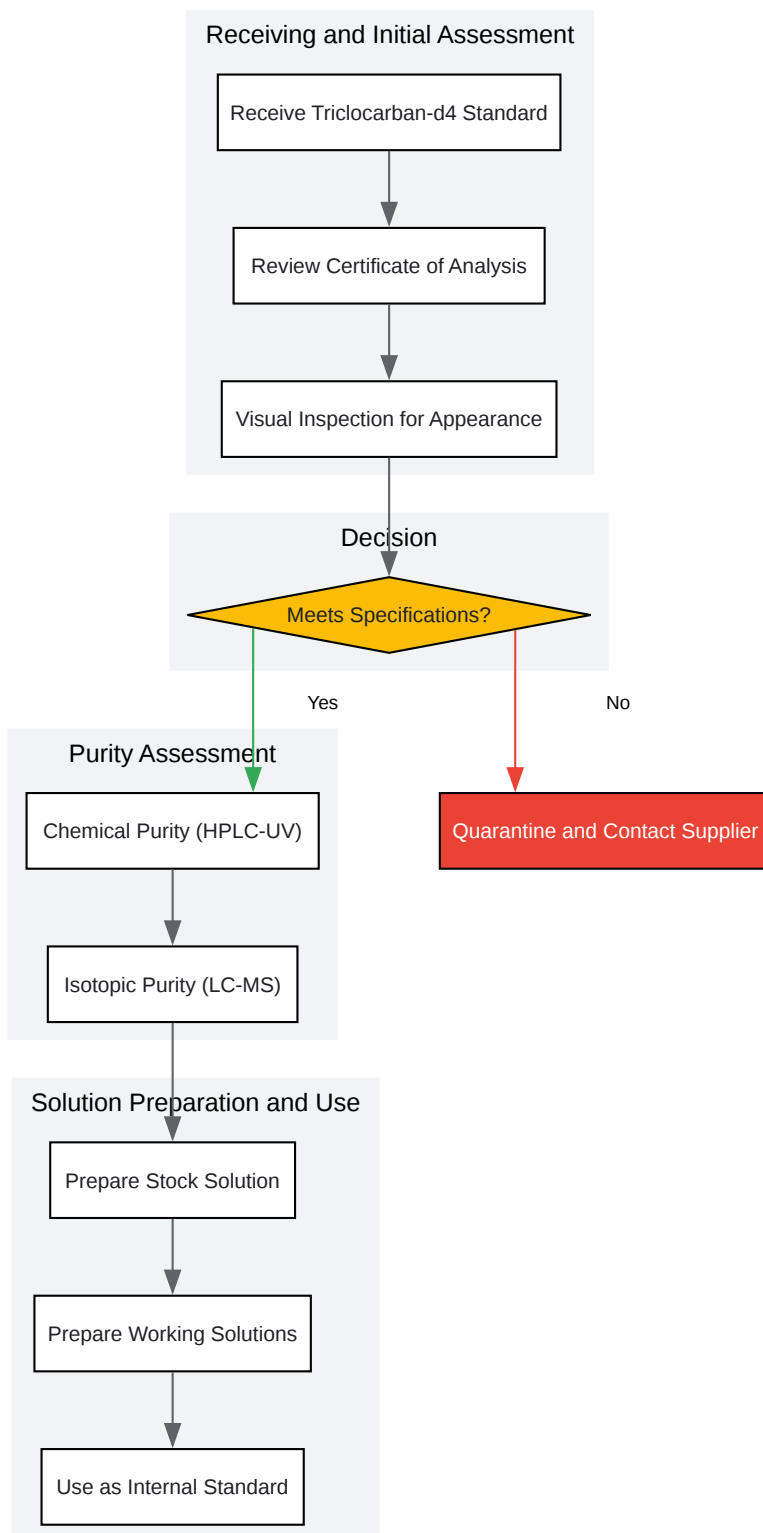 Receiving and Initial Assessment
Receive Triclocarban-d4 Standard
Review Certificate of Analysis
Visual Inspection for Appearance
Decision
Meets Specifications?
Yes
No
Purity Assessment
Chemical Purity (HPLC-UV)
Quarantine and Contact Supplier
Isotopic Purity (LC-MS)
Solution Preparation and Use
Prepare Stock Solution
Prepare Working Solutions
Use as Internal Standard